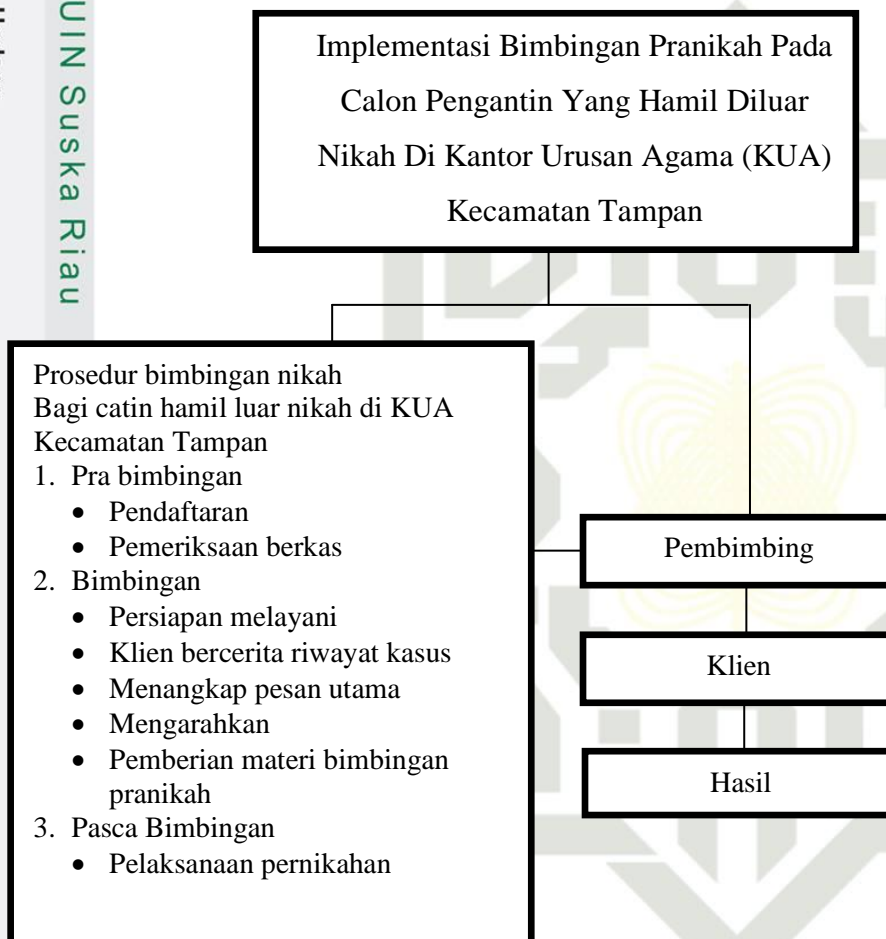 UIN Suska Riau
Implementasi Bimbingan Pranikah Pada
Calon Pengantin Yang Hamil Diluar
Nikah Di Kantor Urusan Agama (KUA)
Kecamatan Tampan
Prosedur bimbingan nikah
Bagi catin hamil luar nikah di KUA
Kecamatan Tampan
1. Pra bimbingan
• Pendaftaran
• Pemeriksaan berkas
2. Bimbingan
• Persiapan melayani
• Klien bercerita riwayat kasus
• Menangkap pesan utama
• Mengarahkan
• Pemberian materi bimbingan
pranikah
3. Pasca Bimbingan
• Pelaksanaan pernikahan
Pembimbing
Klien
Hasil